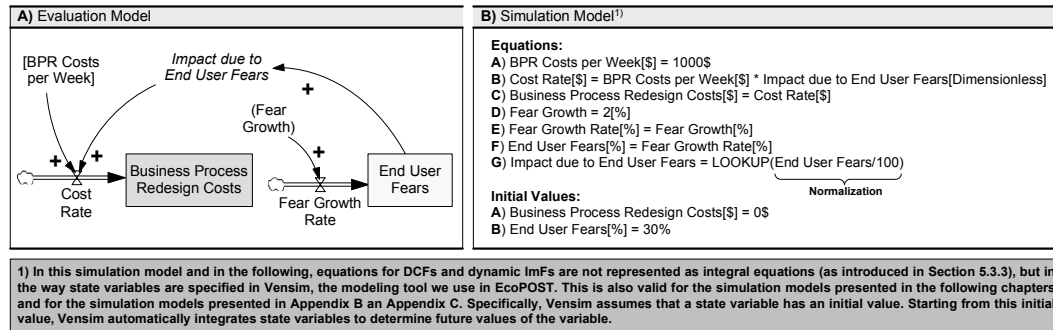 A) Evaluation Model
[BPR Costs
per Week]
Impact due to
End User Fears
+
(Fear
Growth)
+
+
+
+
Business Process
Redesign Costs
End User
Fears
Cost
Rate
Fear Growth
Rate
B) Simulation Model1)
Equations:
A) BPR Costs per Week[$] = 1000$
B) Cost Rate[$] = BPR Costs per Week[$] * Impact due to End User Fears[Dimensionless]
C) Business Process Redesign Costs[$] = Cost Rate[$]
D) Fear Growth = 2[%]
E) Fear Growth Rate[%] = Fear Growth[%]
F) End User Fears[%] = Fear Growth Rate[%]
G) Impact due to End User Fears = LOOKUP(End User Fears/100)
Normalization
Initial Values:
A) Business Process Redesign Costs[$] = 0$
B) End User Fears[%] = 30%
1) In this simulation model and in the following, equations for DCFs and dynamic ImFs are not represented as integral equations (as introduced in Section 5.3.3), but in
the way state variables are specified in Vensim, the modeling tool we use in EcoPOST. This is also valid for the simulation models presented in the following chapters
and for the simulation models presented in Appendix B an Appendix C. Specifically, Vensim assumes that a state variable has an initial value. Starting from this initial
value, Vensim automatically integrates state variables to determine future values of the variable.